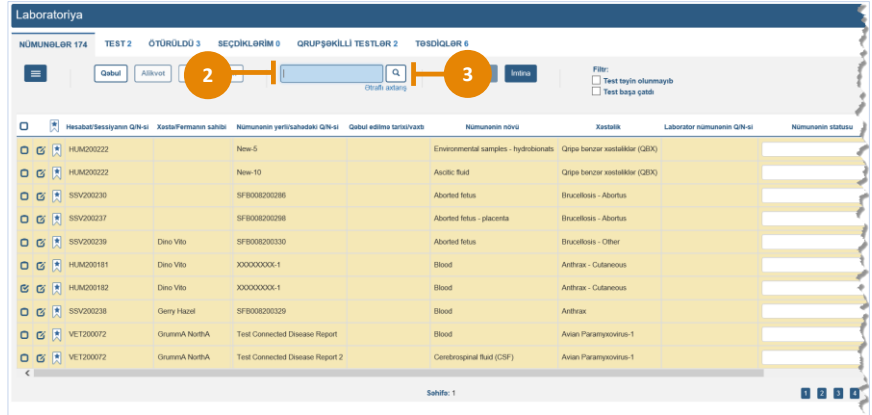 Laboratoriya
NÜMUNƏLƏR 174 TEST 2 ÖTÜRÜLDÜ 3 SEÇDİKLƏRİM 0 QRUPŞƏKİLLİ TESTLƏR 2 TƏSDİQLƏR 6
Qəbul Alikvot 2 3 İmtina
Ətraflı axtarış
Filtr:
Test təyin olunmayıb
Test başa çatdı
Hesabat/Sessiyanın Q/N-si Xəstə/Fermanın sahibi Nümunənin yerli/sahədəki Q/N-si Qəbul edilmə tarixi/vaxtı Nümunənin növü Xəstəlik Laborator nümunənin Q/N-si Nümunənin statusu
HUM200222 New-5 Environmental samples - hydrobionats Qripə bənzər xəstəliklər (QBX)
HUM200222 New-10 Ascitic fluid Qripə bənzər xəstəliklər (QBX)
SSV200230 SFB008200286 Aborted fetus Brucellosis - Abortus
SSV200237 SFB008200298 Aborted fetus - placenta Brucellosis - Abortus
SSV200239 Dino Vito SFB008200330 Aborted fetus Brucellosis - Other
HUM200181 Dino Vito XXXXXXXX-1 Blood Anthrax - Cutaneous
HUM200182 Dino Vito XXXXXXXX-1 Blood Anthrax - Cutaneous
SSV200238 Gerry Hazel SFB008200329 Blood Anthrax
VET200072 GrummA NorthA Test Connected Disease Report Blood Avian Paramyxovirus-1
VET200072 GrummA NorthA Test Connected Disease Report 2 Cerebrospinal fluid (CSF) Avian Paramyxovirus-1
Səhifə: 1 1 2 3 4